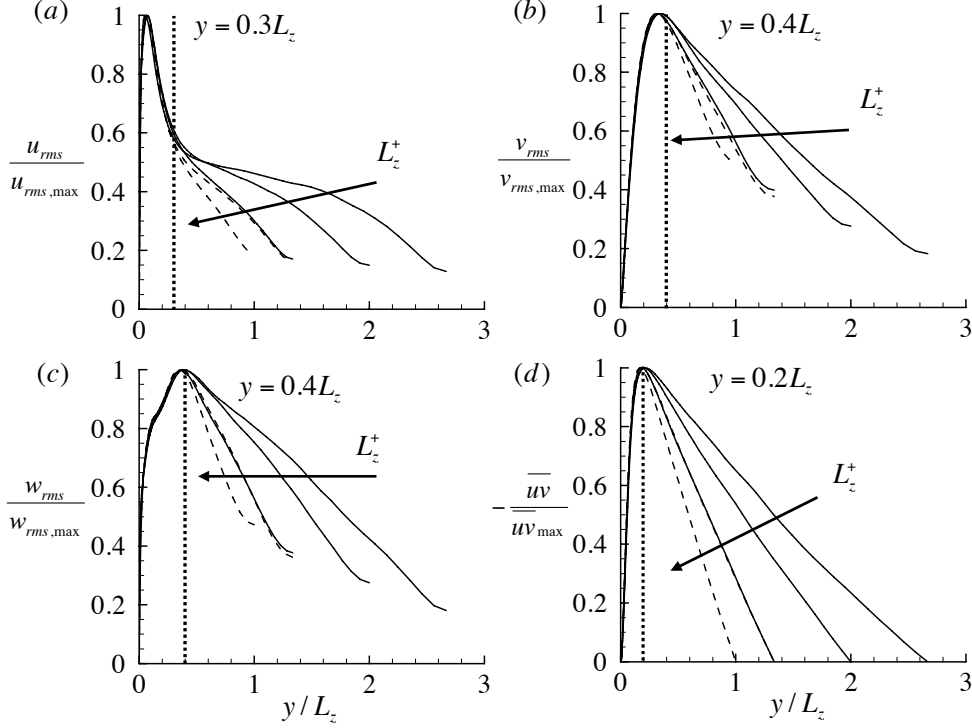 (a)
y = 0.3L_z
L_z^+
u_rms / u_rms,max
1
0.8
0.6
0.4
0.2
0
0 1 2 3
(b)
y = 0.4L_z
L_z^+
v_rms / v_rms,max
1
0.8
0.6
0.4
0.2
0
0 1 2 3
(c)
y = 0.4L_z
L_z^+
w_rms / w_rms,max
1
0.8
0.6
0.4
0.2
0
0 1 2 3
y / L_z
(d)
y = 0.2L_z
L_z^+
− \overline{uv} / \overline{uv}_max
1
0.8
0.6
0.4
0.2
0
0 1 2 3
y / L_z